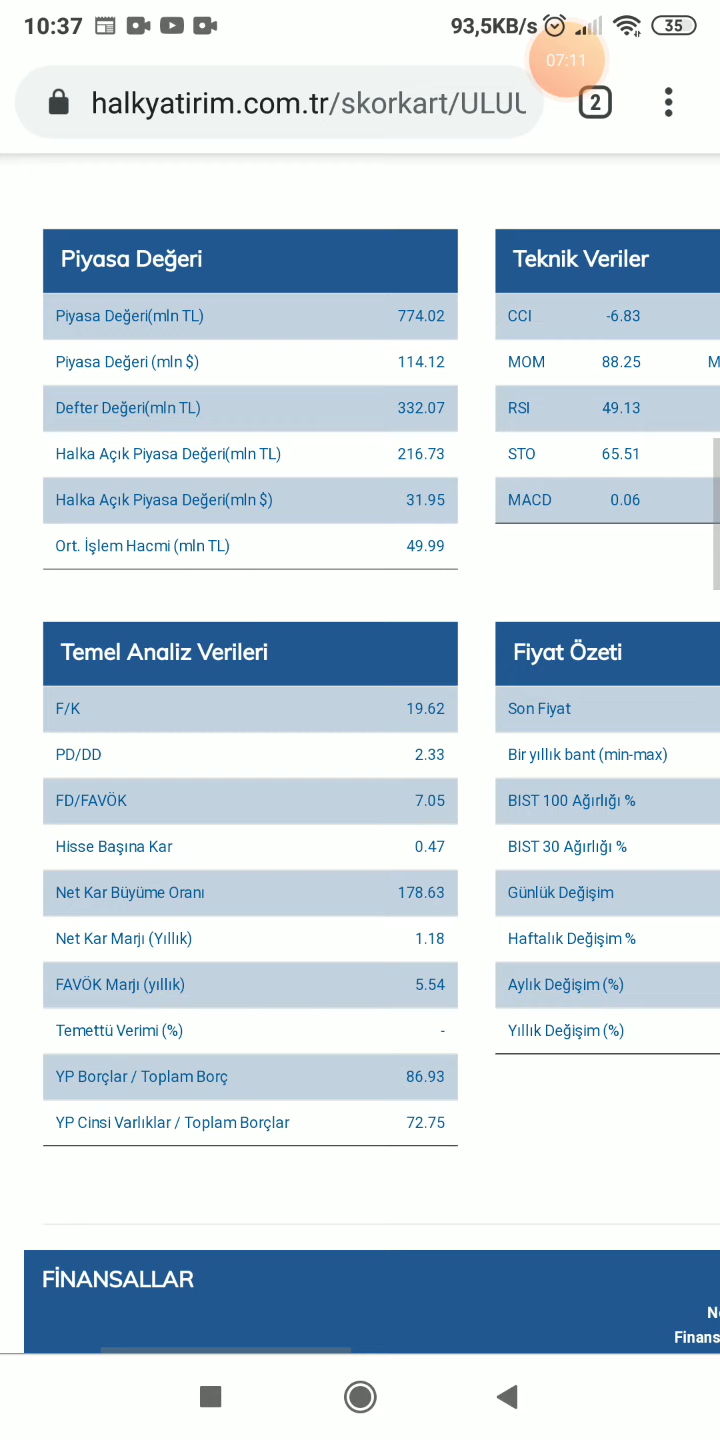 10:37 93,5KB/s 35
07:11
halkyatirim.com.tr/skorkart/ULUU 2
Piyasa Değeri
Piyasa Değeri(mln TL) 774.02
Piyasa Değeri (mln $) 114.12
Defter Değeri(mln TL) 332.07
Halka Açık Piyasa Değeri(mln TL) 216.73
Halka Açık Piyasa Değeri(mln $) 31.95
Ort. İşlem Hacmi (mln TL) 49.99
Teknik Veriler
CCI -6.83
MOM 88.25 M
RSI 49.13
STO 65.51
MACD 0.06
Temel Analiz Verileri
F/K 19.62
PD/DD 2.33
FD/FAVÖK 7.05
Hisse Başına Kar 0.47
Net Kar Büyüme Oranı 178.63
Net Kar Marjı (Yıllık) 1.18
FAVÖK Marjı (yıllık) 5.54
Temettü Verimi (%) -
YP Borçlar / Toplam Borç 86.93
YP Cinsi Varlıklar / Toplam Borçlar 72.75
Fiyat Özeti
Son Fiyat
Bir yıllık bant (min-max)
BIST 100 Ağırlığı %
BIST 30 Ağırlığı %
Günlük Değişim
Haftalık Değişim %
Aylık Değişim (%)
Yıllık Değişim (%)
FİNANSALLAR
Ne
Finans